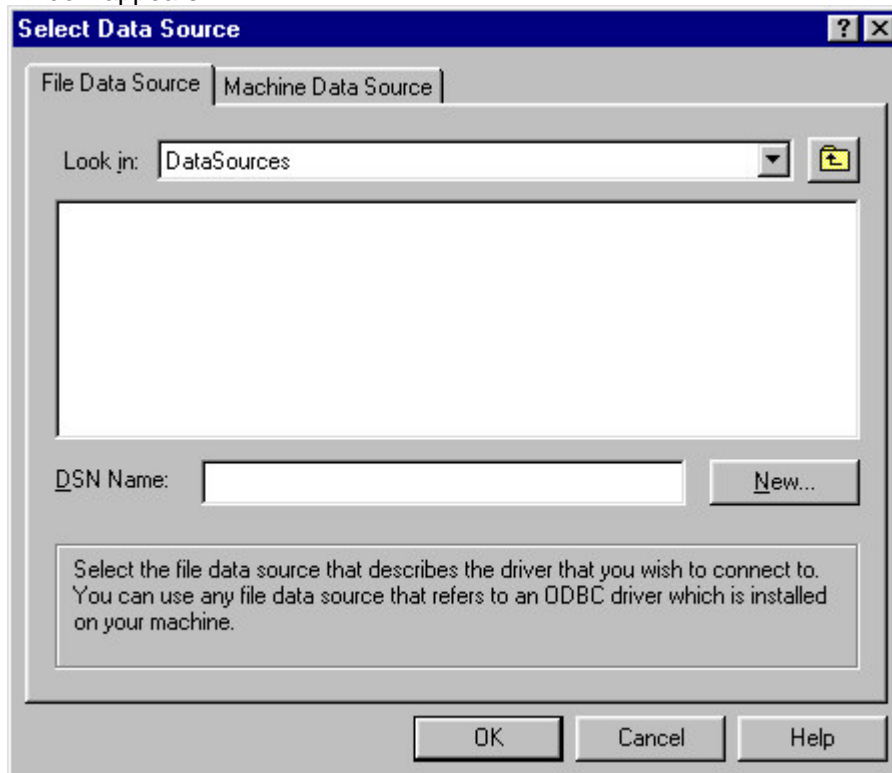 Select Data Source
File Data Source
Machine Data Source
Look in: DataSources
DSN Name:
New...
Select the file data source that describes the driver that you wish to connect to.
You can use any file data source that refers to an ODBC driver which is installed
on your machine.
OK
Cancel
Help